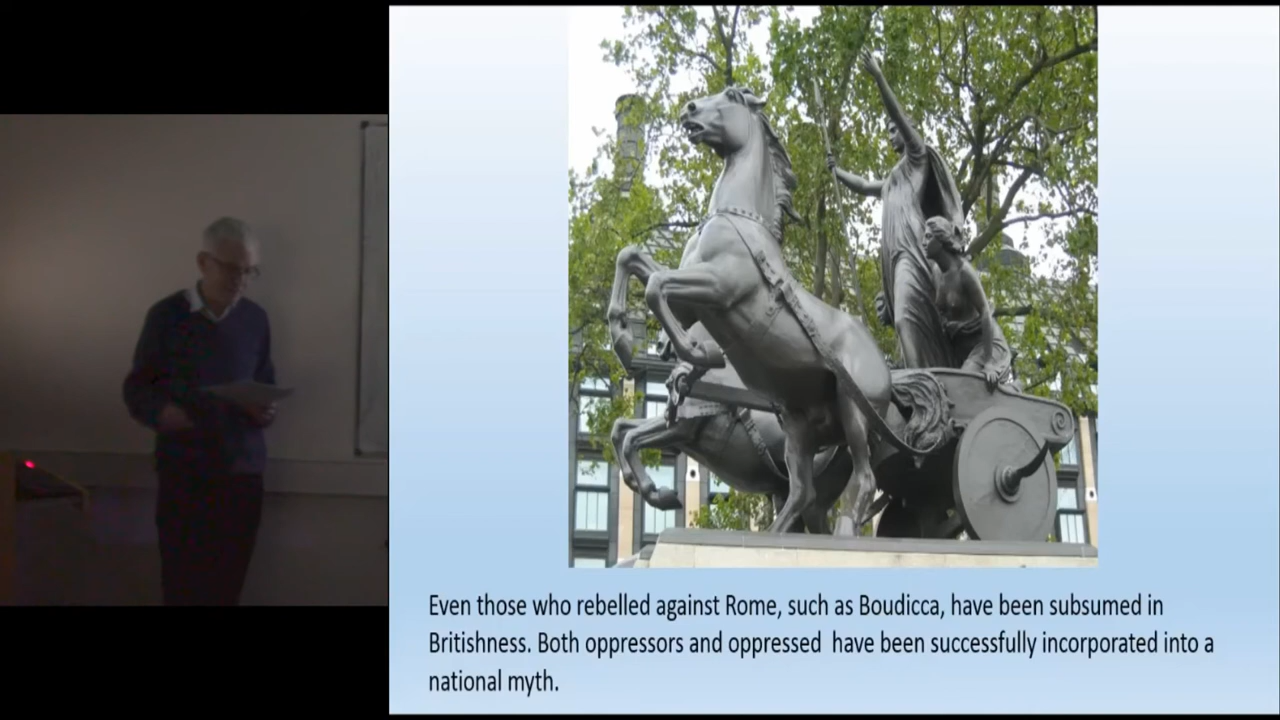 Even those who rebelled against Rome, such as Boudicca, have been subsumed in
Britishness. Both oppressors and oppressed  have been successfully incorporated into a
national myth.